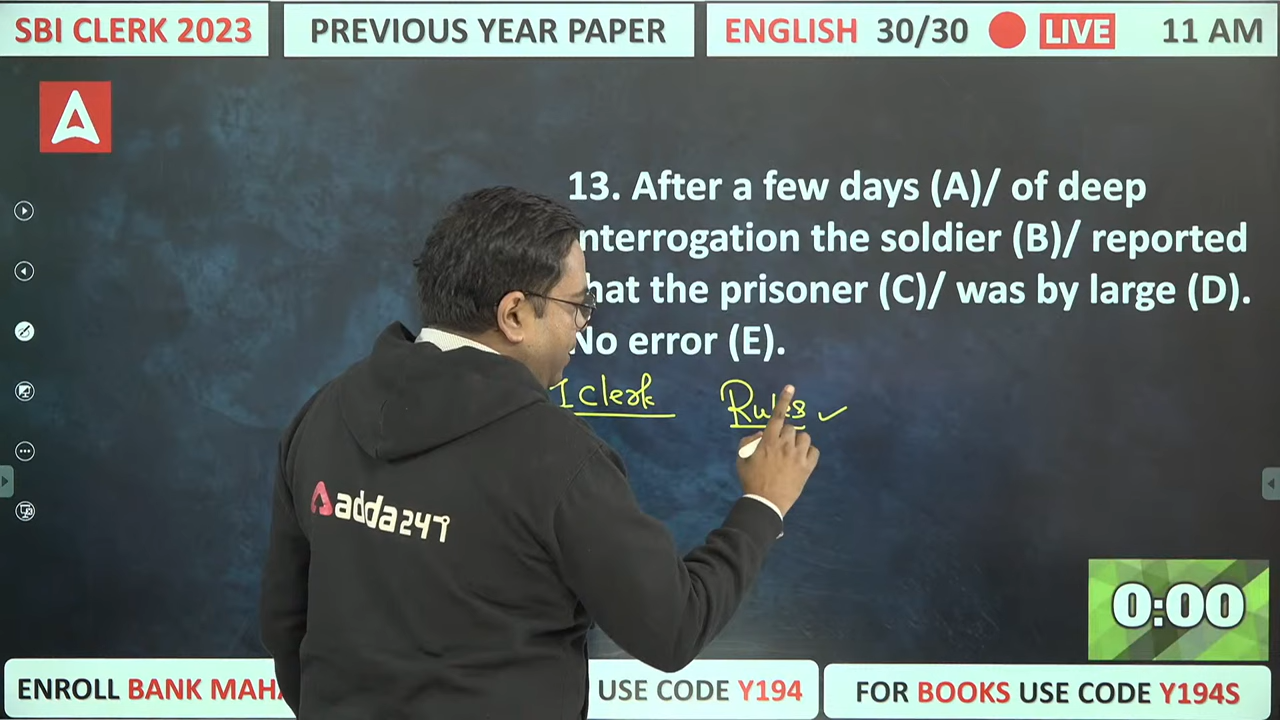 SBI CLERK 2023
PREVIOUS YEAR PAPER
ENGLISH 30/30 LIVE 11 AM
13. After a few days (A)/ of deep
nterrogation the soldier (B)/ reported
hat the prisoner (C)/ was by large (D).
No error (E).
I Clerk Rules
adda247
0:00
ENROLL BANK MAHA
USE CODE Y194
FOR BOOKS USE CODE Y194S